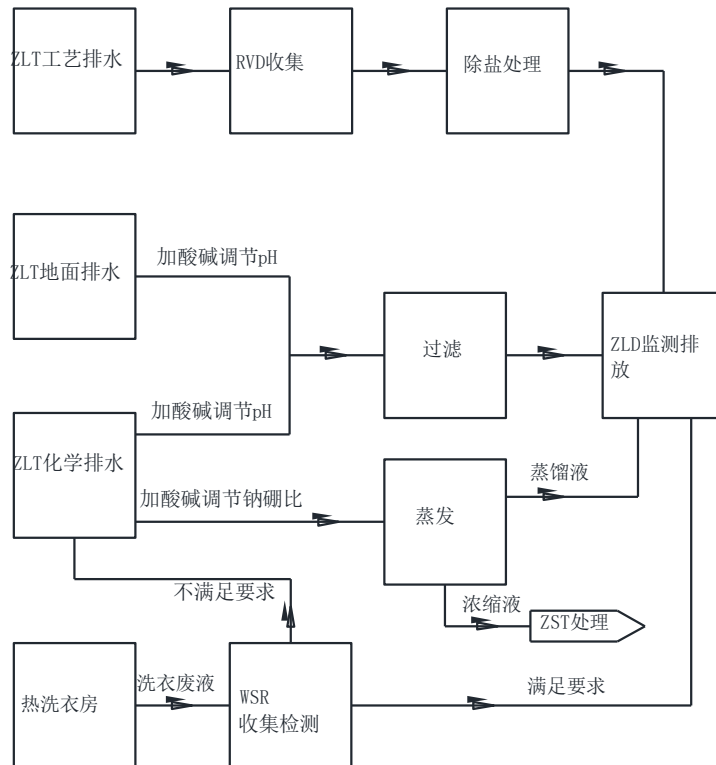 ZLT工艺排水
RVD收集
除盐处理
ZLT地面排水
加酸碱调节pH
过滤
ZLD监测排
放
加酸碱调节pH
ZLT化学排水
加酸碱调节钠硼比
蒸发
蒸馏液
不满足要求
浓缩液
ZST处理
热洗衣房
洗衣废液
WSR
收集检测
满足要求